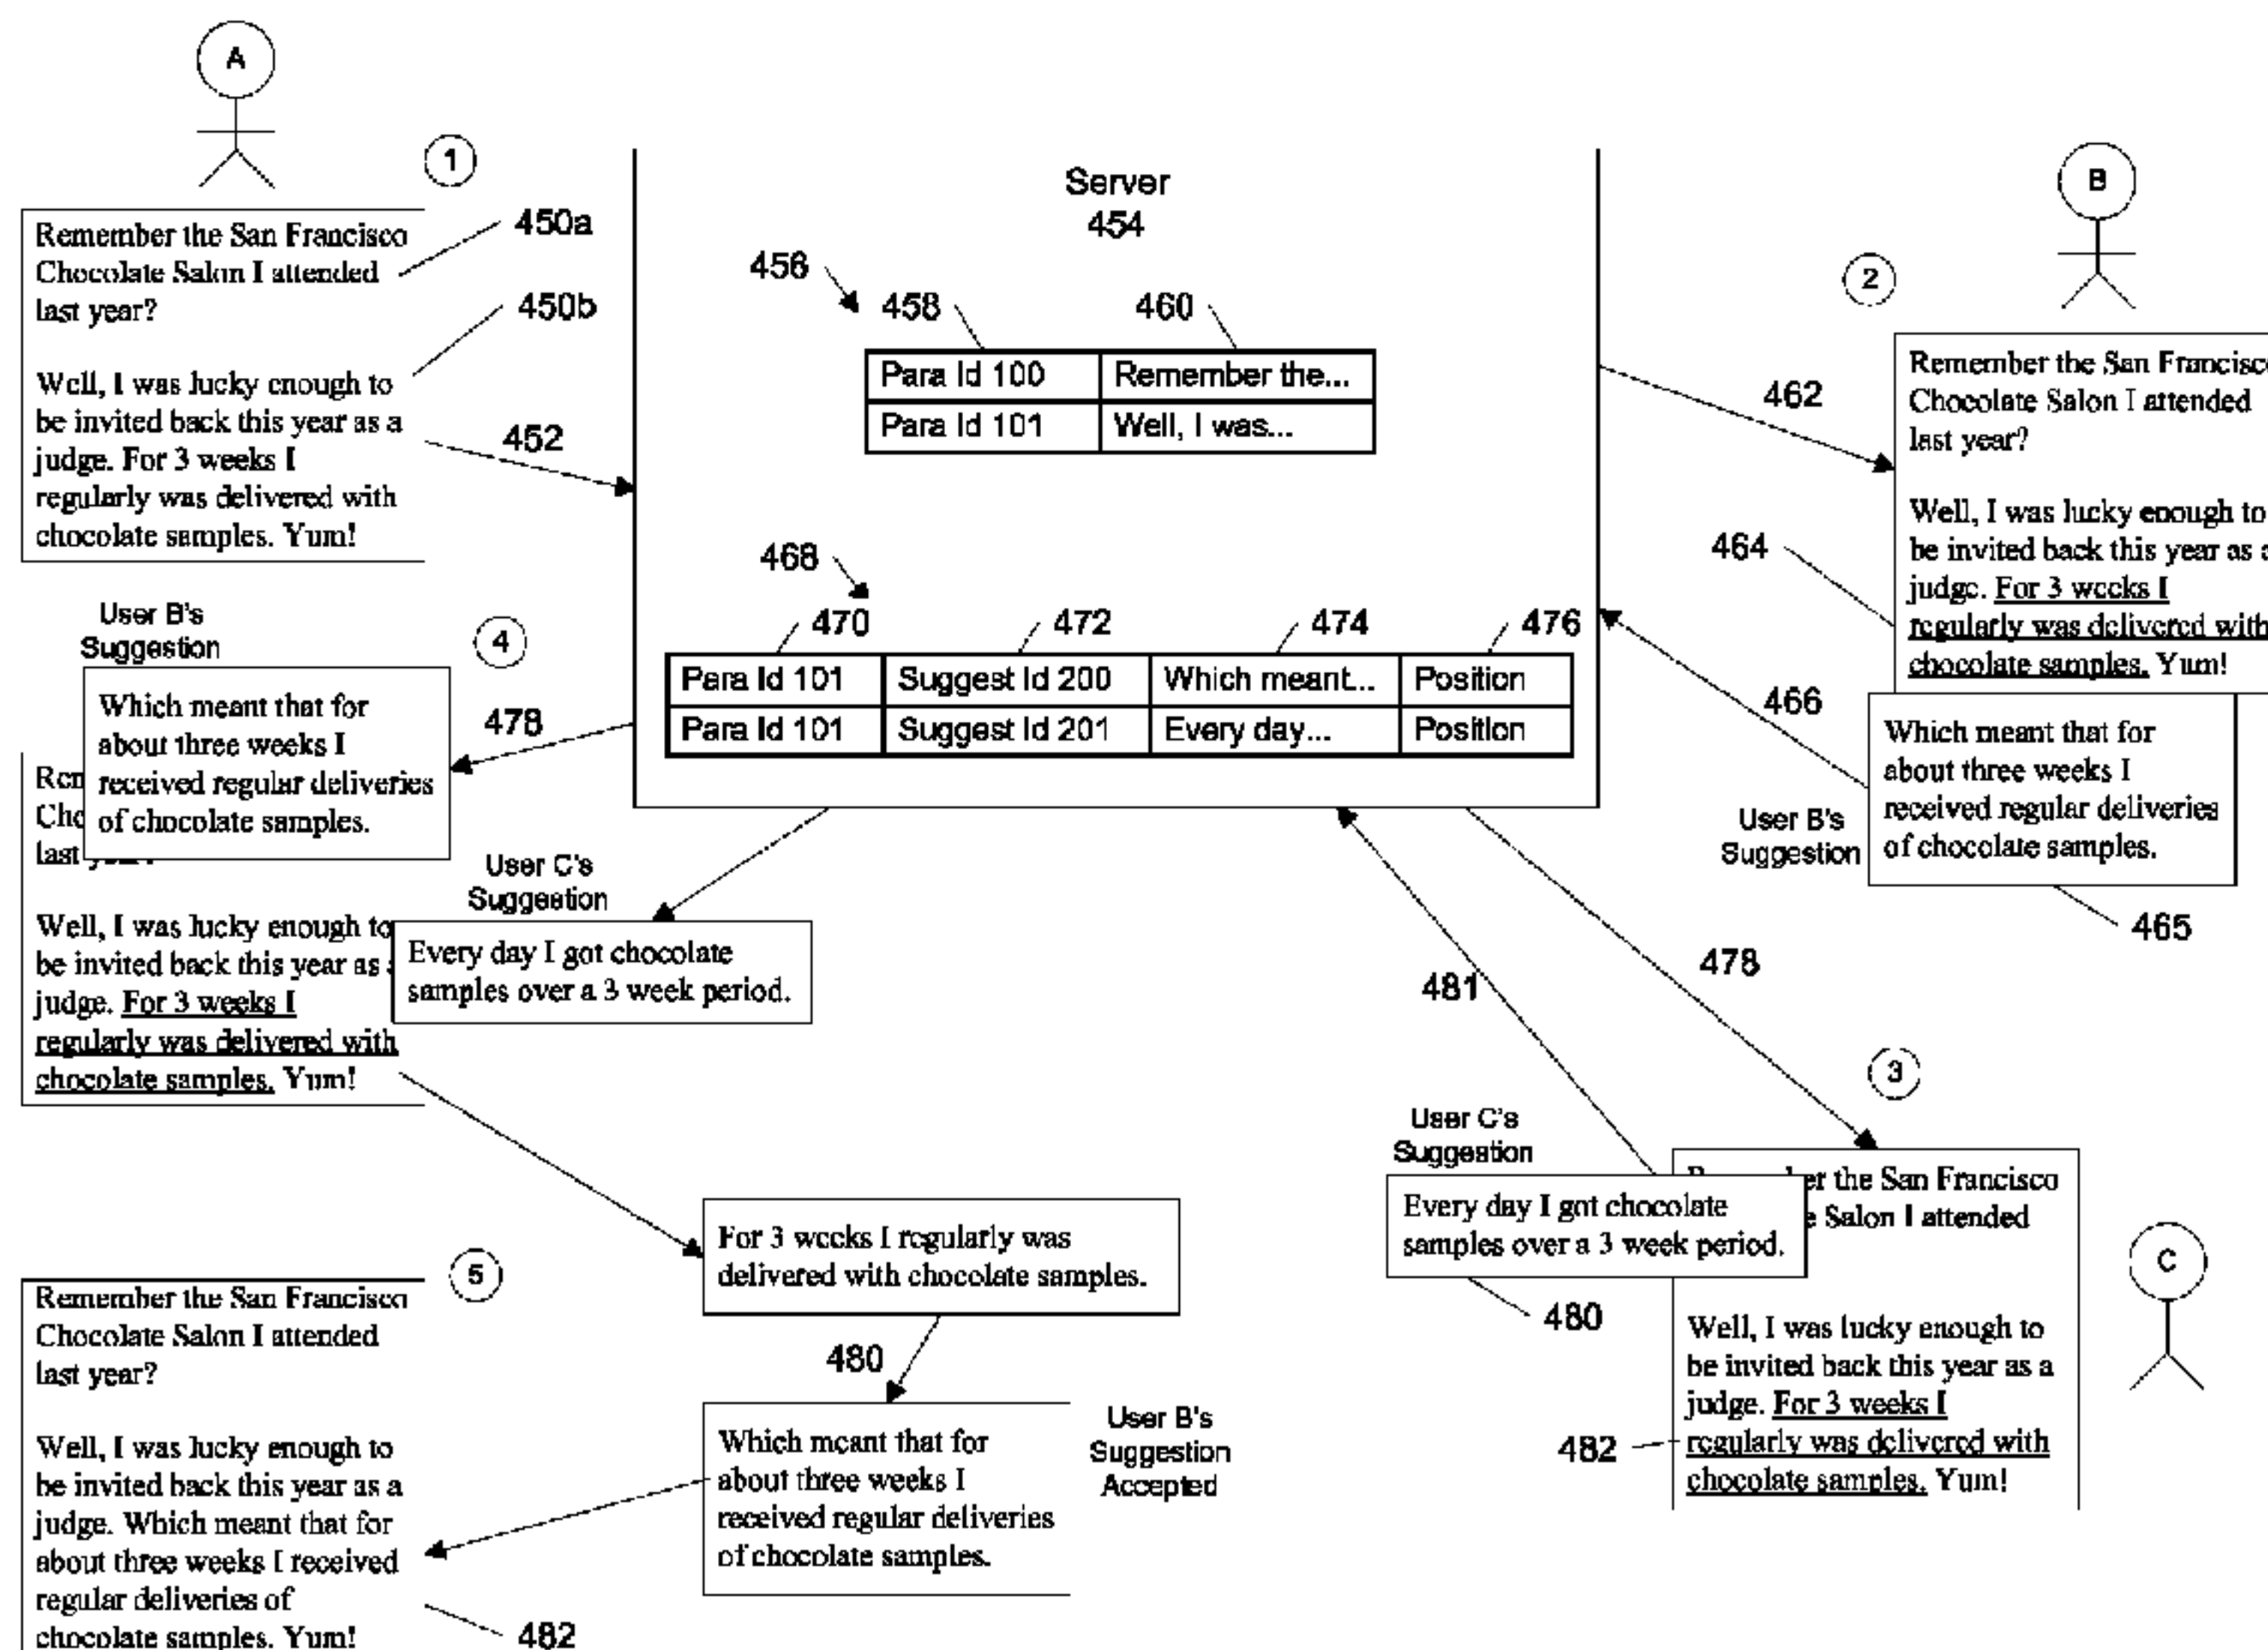 A
1
Remember the San Francisco
Chocolate Salon I attended
last year?
Well, I was lucky enough to
be invited back this year as a
judge. For 3 weeks I
regularly was delivered with
chocolate samples. Yum!
450a
450b
452
Server
454
456
458
460
Para Id 100
Remember the...
Para Id 101
Well, I was...
468
470
472
474
476
Para Id 101
Suggest Id 200
Which meant...
Position
Para Id 101
Suggest Id 201
Every day...
Position
B
2
462
Remember the San Francisco
Chocolate Salon I attended
last year?
Well, I was lucky enough to
be invited back this year as a
judge. For 3 weeks I
regularly was delivered with
chocolate samples. Yum!
464
466
User B's
Suggestion
Which meant that for
about three weeks I
received regular deliveries
of chocolate samples.
465
User B's
Suggestion
4
478
Which meant that for
about three weeks I
received regular deliveries
of chocolate samples.
Rem
Cho
last
Well, I was lucky enough to
be invited back this year as
judge. For 3 weeks I
regularly was delivered with
chocolate samples. Yum!
User C's
Suggestion
Every day I got chocolate
samples over a 3 week period.
481
478
3
User C's
Suggestion
Every day I got chocolate
samples over a 3 week period.
480
er the San Francisco
e Salon I attended
Well, I was lucky enough to
be invited back this year as a
judge. For 3 weeks I
regularly was delivered with
chocolate samples. Yum!
482
C
For 3 weeks I regularly was
delivered with chocolate samples.
480
Which meant that for
about three weeks I
received regular deliveries
of chocolate samples.
User B's
Suggestion
Accepted
5
Remember the San Francisco
Chocolate Salon I attended
last year?
Well, I was lucky enough to
be invited back this year as a
judge. Which meant that for
about three weeks I received
regular deliveries of
chocolate samples. Yum!
482